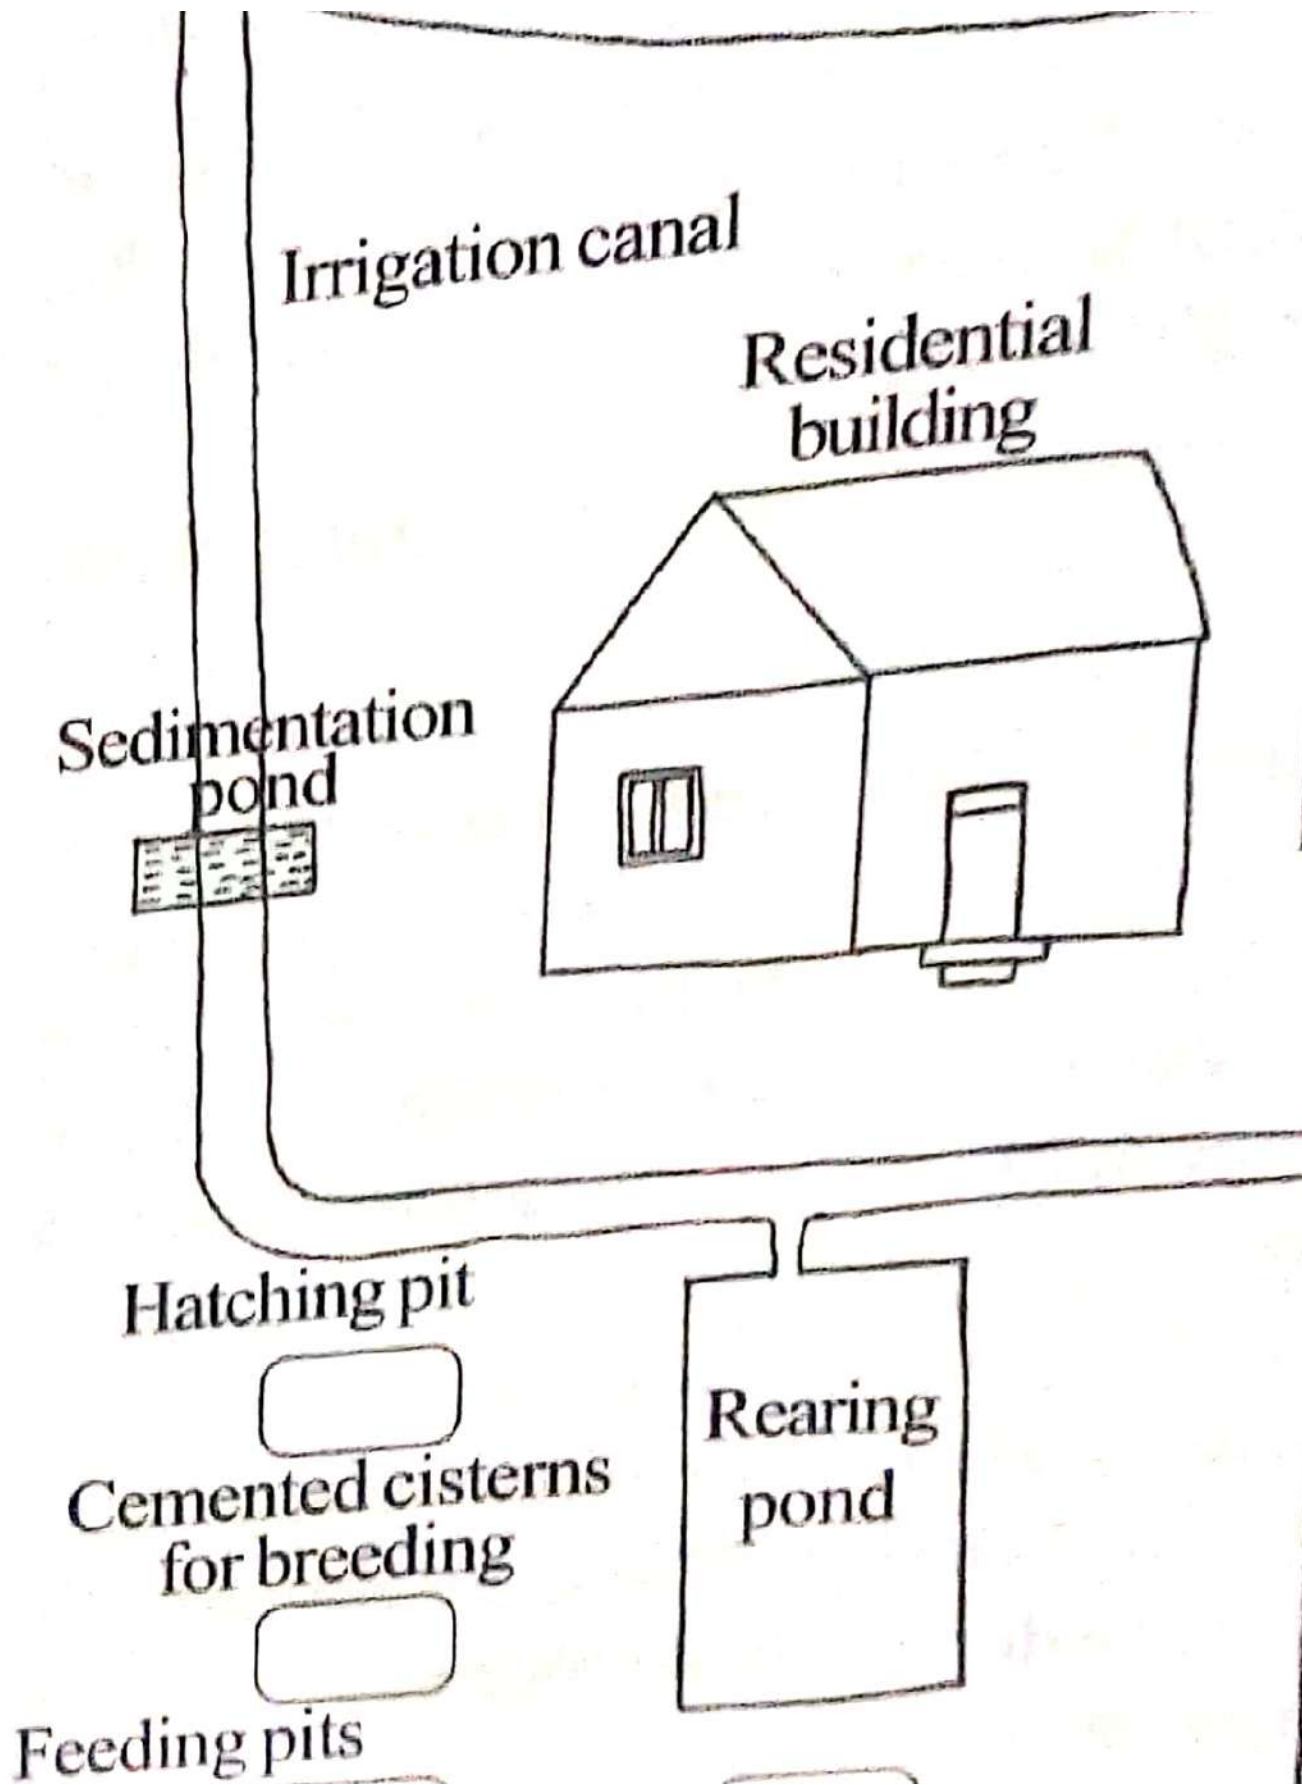 Irrigation canal
Residential
building
Sedimentation
pond
Hatching pit
Rearing
pond
Cemented cisterns
for breeding
Feeding pits